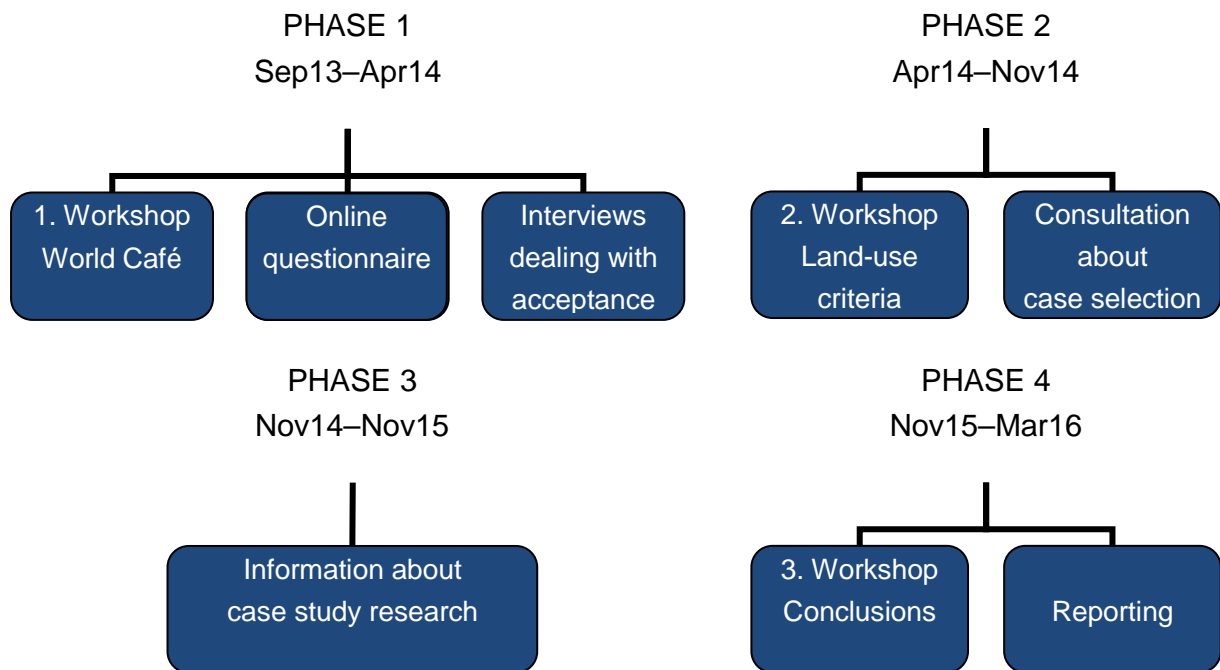 PHASE 1
Sep13–Apr14
1. Workshop
World Café
Online
questionnaire
Interviews
dealing with
acceptance
PHASE 2
Apr14–Nov14
2. Workshop
Land-use
criteria
Consultation
about
case selection
PHASE 3
Nov14–Nov15
Information about
case study research
PHASE 4
Nov15–Mar16
3. Workshop
Conclusions
Reporting